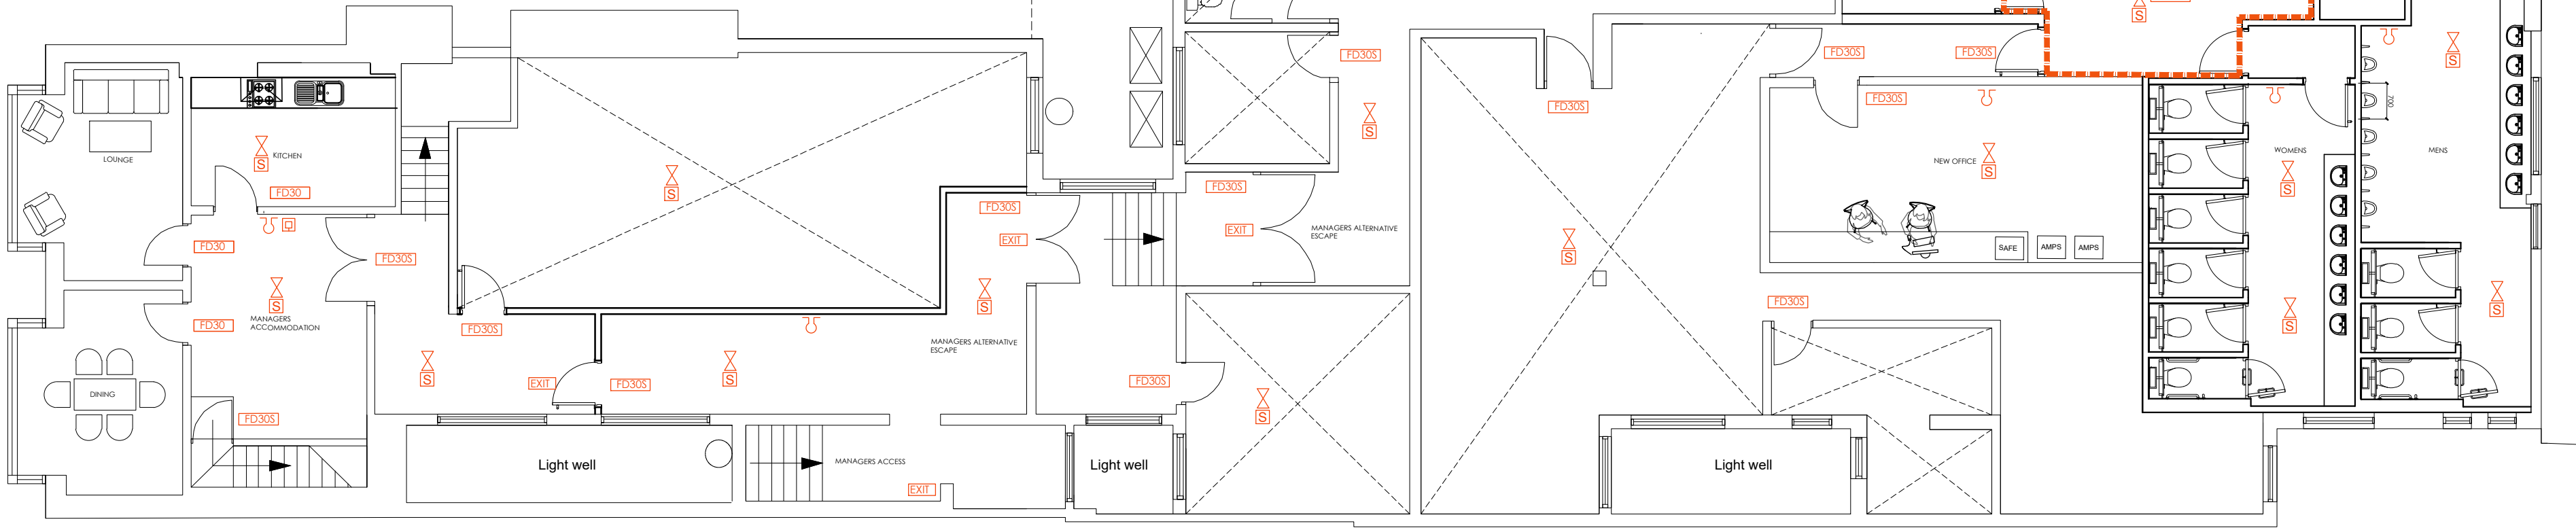 LOUNGE
S
KITCHEN
FD30
FD30
FD30S
S
MANAGERS
ACCOMMODATION
FD30
DINING
FD30S
S
FD30S
S
EXIT
FD30S
S
MANAGERS ALTERNATIVE
ESCAPE
FD30S
EXIT
S
Light well
MANAGERS ACCESS
EXIT
Light well
FD30S
S
FD30S
EXIT
MANAGERS ALTERNATIVE
ESCAPE
FD30S
S
FD30S
S
FD30S
FD30S
FD30S
NEW OFFICE
S
SAFE
AMPS
AMPS
FD30S
Light well
S
WOMENS
S
S
700
MENS
S
S